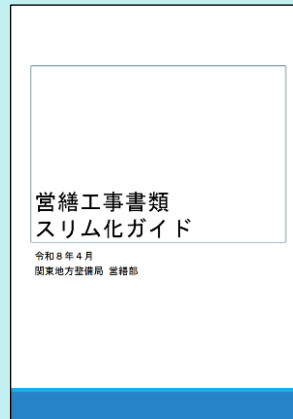 営繕工事書類
スリム化ガイド
令和８年４月
関東地方整備局 営繕部